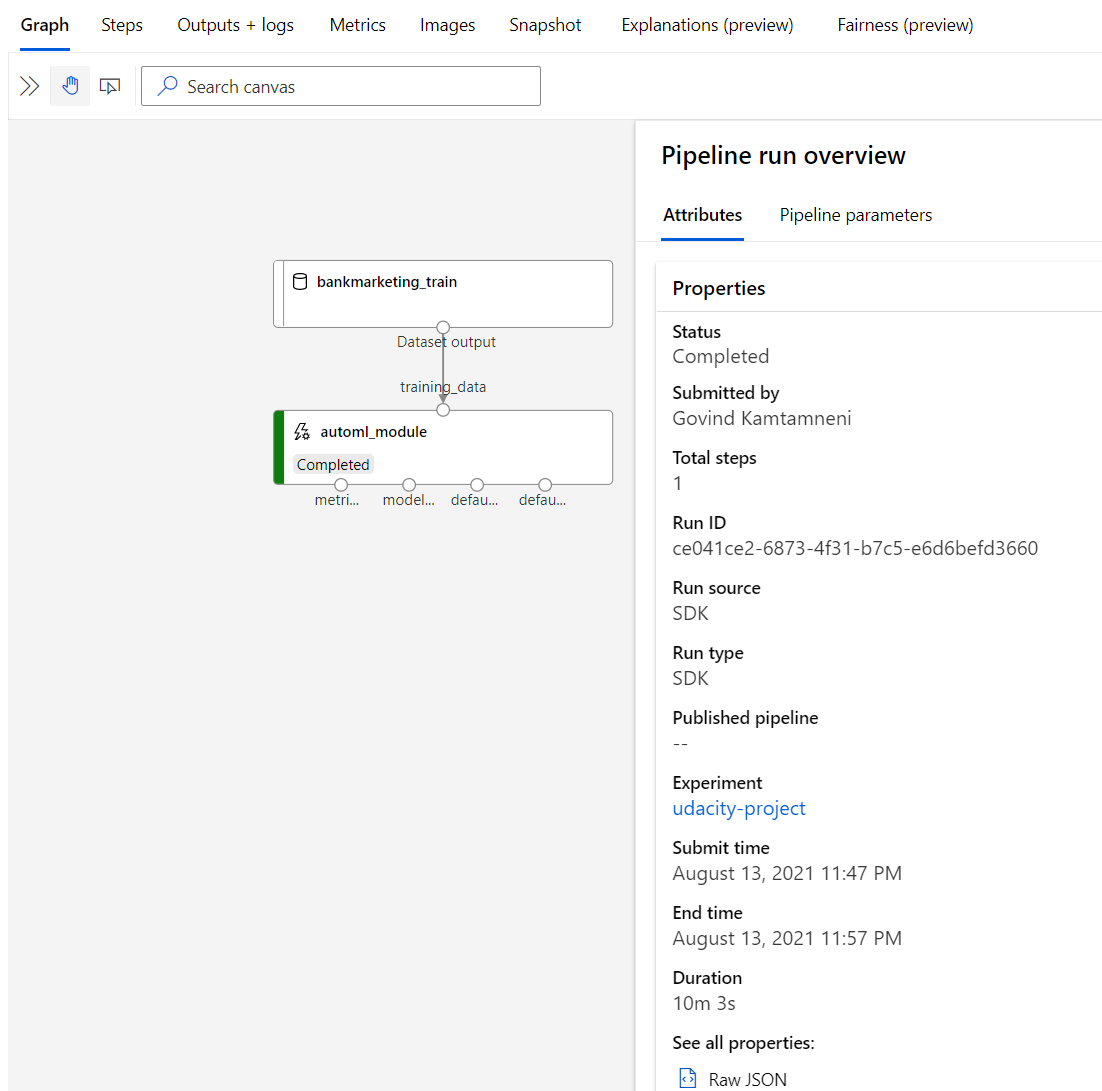 Graph Steps Outputs + logs Metrics Images Snapshot Explanations (preview) Fairness (preview)
Search canvas
bankmarketing_train
Dataset output
training_data
automl_module
Completed
metri... model... defau... defau...
Pipeline run overview
Attributes Pipeline parameters
Properties
Status
Completed
Submitted by
Govind Kamtamneni
Total steps
1
Run ID
ce041ce2-6873-4f31-b7c5-e6d6befd3660
Run source
SDK
Run type
SDK
Published pipeline
--
Experiment
udacity-project
Submit time
August 13, 2021 11:47 PM
End time
August 13, 2021 11:57 PM
Duration
10m 3s
See all properties:
Raw JSON